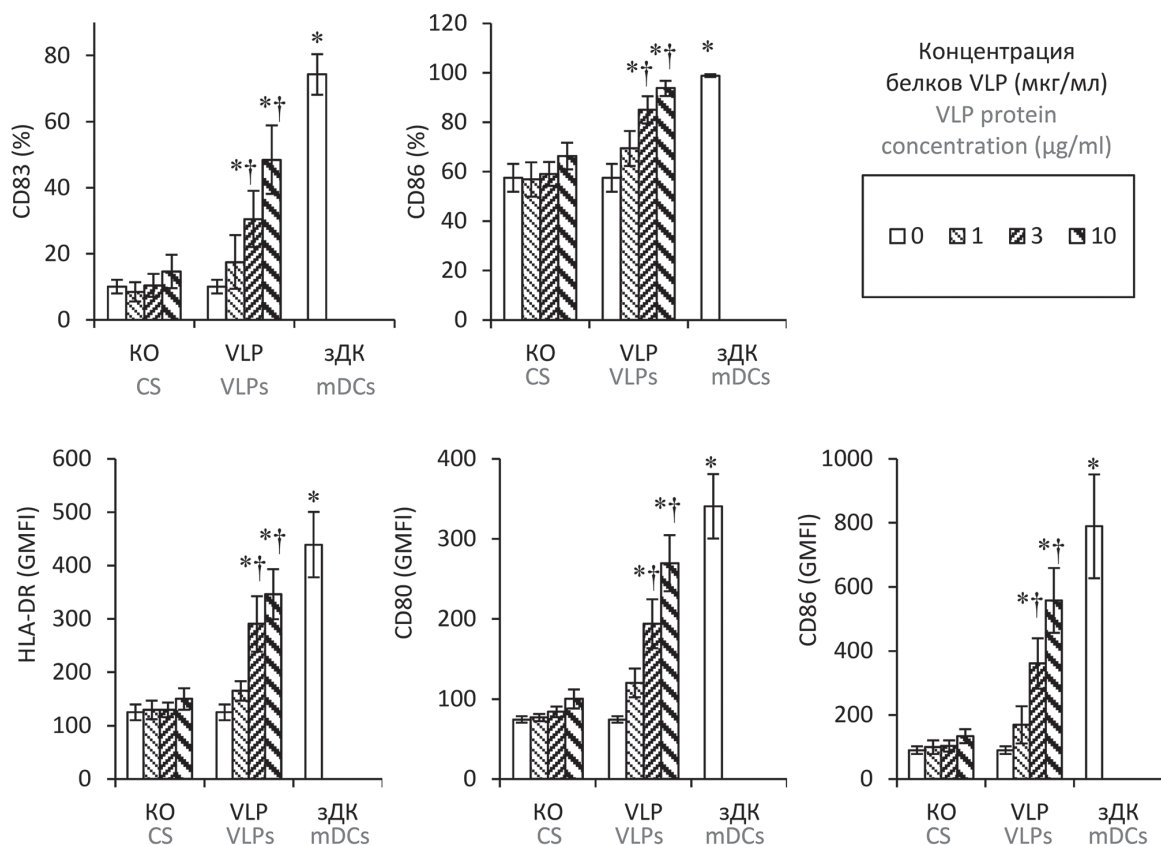 CD83 (%)
80
60
40
20
0
*†
*†
*
КО
VLP
зДК
CS
VLPs
mDCs
CD86 (%)
120
100
80
60
40
20
0
*†
*†
*
КО
VLP
зДК
CS
VLPs
mDCs
Концентрация
белков VLP (мкг/мл)
VLP protein
concentration (µg/ml)
0 1 3 10
HLA-DR (GMFI)
600
500
400
300
200
100
0
*†
*†
*
КО
VLP
зДК
CS
VLPs
mDCs
CD80 (GMFI)
400
300
200
100
0
*†
*†
*
КО
VLP
зДК
CS
VLPs
mDCs
CD86 (GMFI)
1000
800
600
400
200
0
*†
*†
*
КО
VLP
зДК
CS
VLPs
mDCs